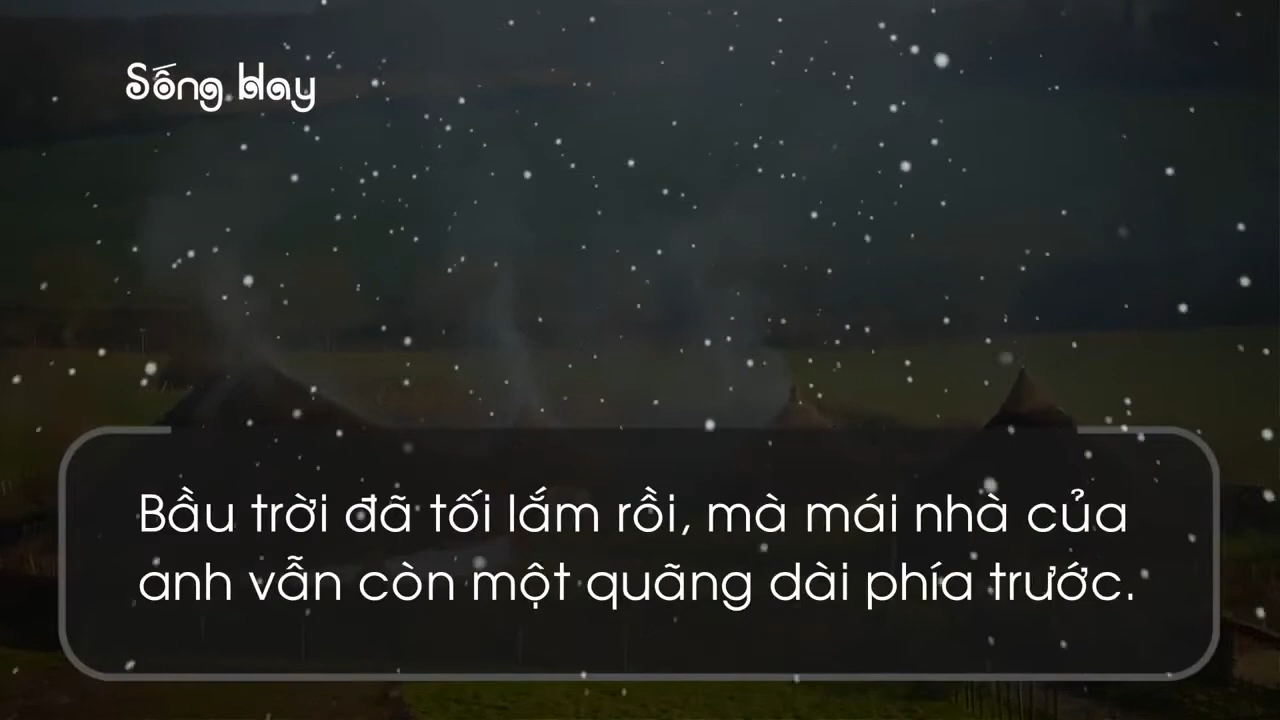 Sống Hay
Bầu trời đã tối lắm rồi, mà mái nhà của
anh vẫn còn một quãng dài phía trước.